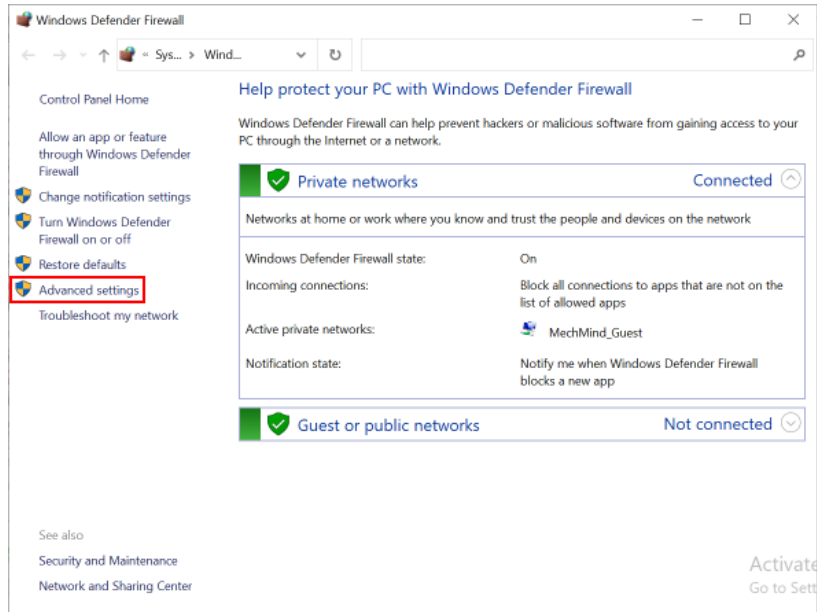 Windows Defender Firewall
« Sys... > Wind...
Control Panel Home
Allow an app or feature
through Windows Defender
Firewall
Change notification settings
Turn Windows Defender
Firewall on or off
Restore defaults
Advanced settings
Troubleshoot my network
See also
Security and Maintenance
Network and Sharing Center
Help protect your PC with Windows Defender Firewall
Windows Defender Firewall can help prevent hackers or malicious software from gaining access to your
PC through the Internet or a network.
Private networks Connected
Networks at home or work where you know and trust the people and devices on the network
Windows Defender Firewall state: On
Incoming connections: Block all connections to apps that are not on the
list of allowed apps
Active private networks: MechMind_Guest
Notification state: Notify me when Windows Defender Firewall
blocks a new app
Guest or public networks Not connected
Activate
Go to Sett